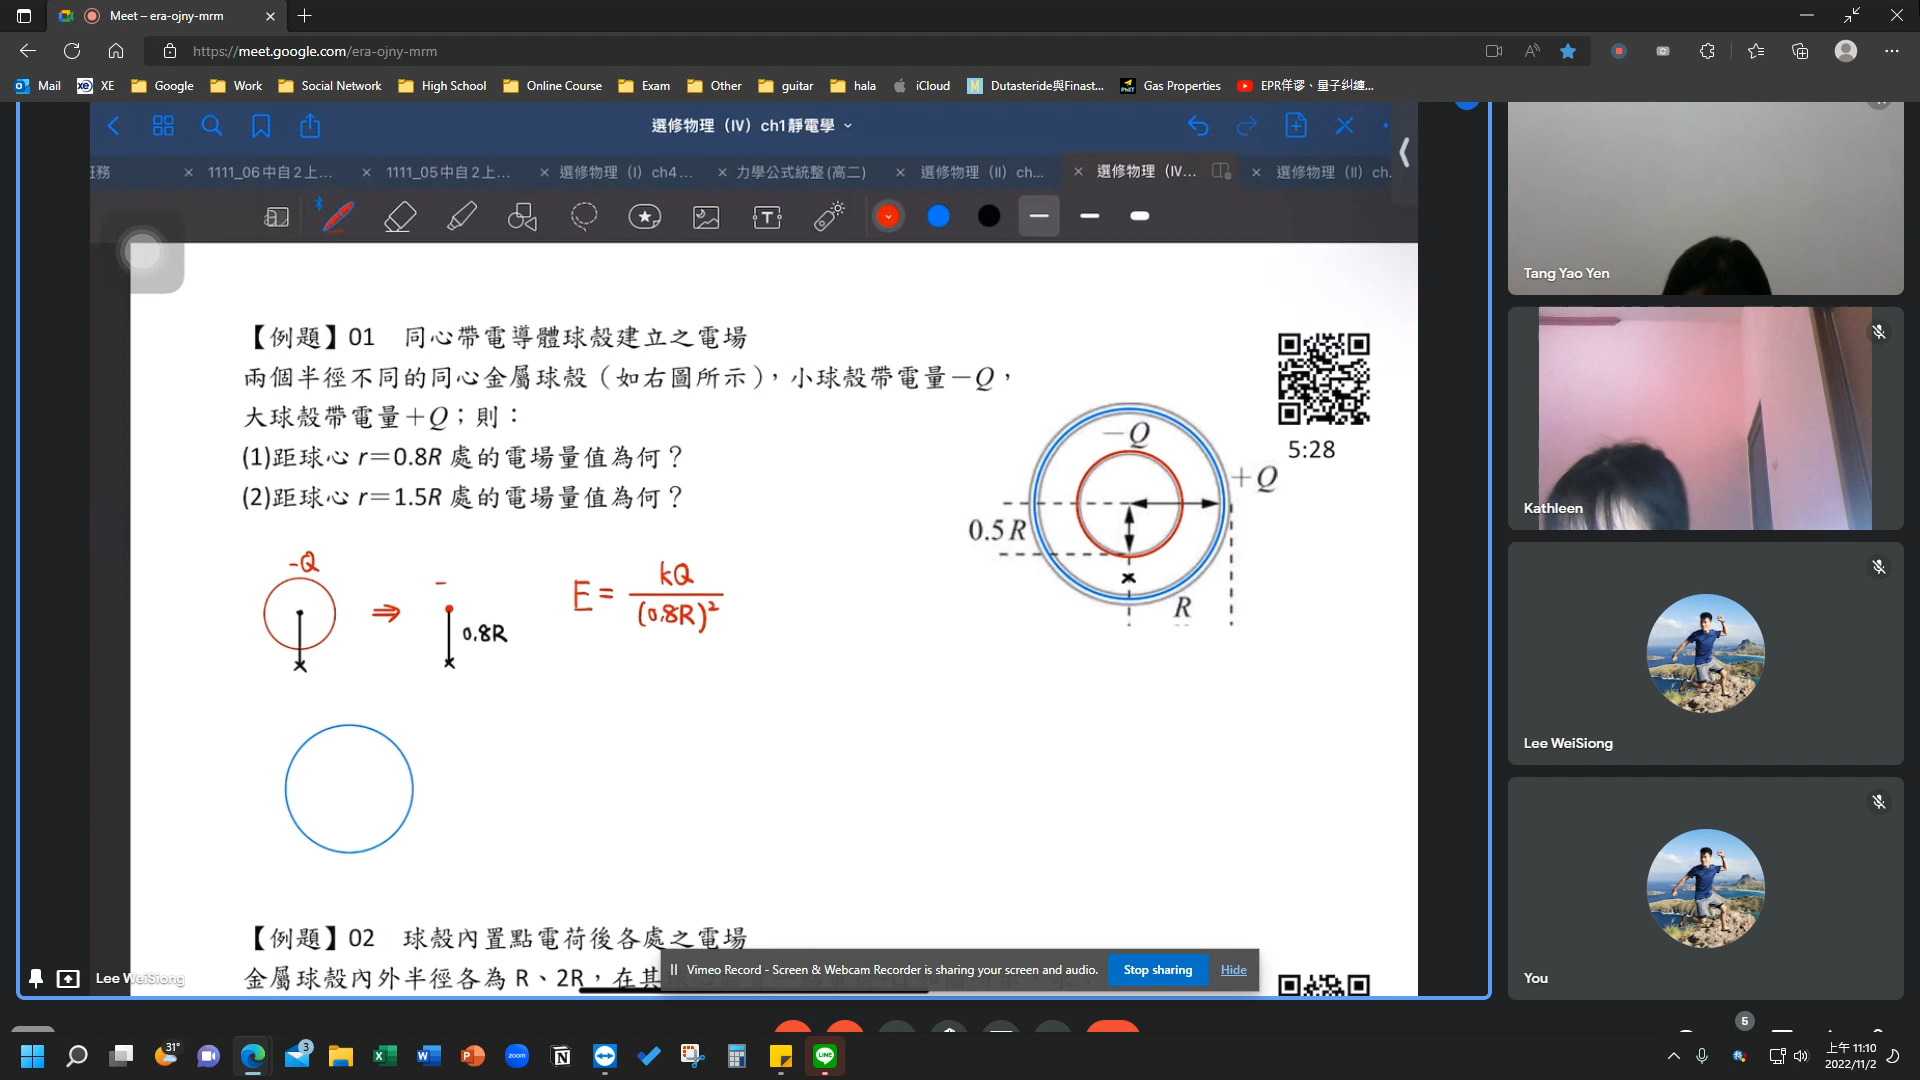 Meet – era-ojny-mrm
https://meet.google.com/era-ojny-mrm
Mail XE Google Work Social Network High School Online Course Exam Other guitar hala iCloud Dutasteride與Finast... Gas Properties EPR佯謬、量子糾纏...
選修物理（IV）ch1靜電學
1111_06中自2上... 1111_05中自2上... 選修物理（I）ch4... 力學公式統整(高二) 選修物理（II）ch... 選修物理（IV... 選修物理（II）ch.
【例題】01 同心帶電導體球殼建立之電場
兩個半徑不同的同心金屬球殼（如右圖所示），小球殼帶電量－Q，
大球殼帶電量＋Q；則：
(1)距球心 r＝0.8R 處的電場量值為何？
(2)距球心 r＝1.5R 處的電場量值為何？
5:28
－Q
＋Q
0.5R
R
-Q
⇒
-
0.8R
E = kQ / (0.8R)²
【例題】02 球殼內置點電荷後各處之電場
金屬球殼內外半徑各為 R、2R，在其
Vimeo Record - Screen & Webcam Recorder is sharing your screen and audio. Stop sharing Hide
Lee WeiSiong
Tang Yao Yen
Kathleen
Lee WeiSiong
You
5
31°
3
zoom
LINE
上午 11:10
2022/11/2